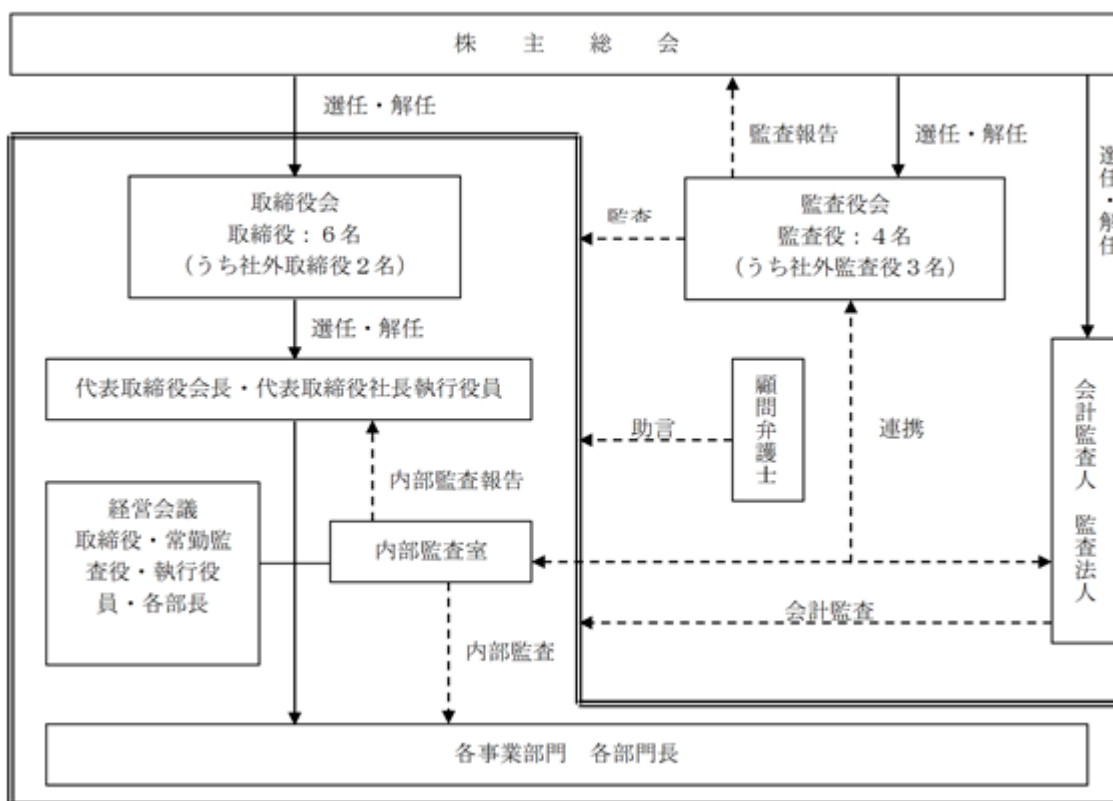 株 主 総 会
選任・解任
監査報告
選任・解任
選任・解任
取締役会
取締役：６名
（うち社外取締役２名）
監査
監査役会
監査役：４名
（うち社外監査役３名）
選任・解任
代表取締役会長・代表取締役社長執行役員
顧問弁護士
助言
連携
会計監査人 監査法人
内部監査報告
経営会議
取締役・常勤監
査役・執行役
員・各部長
内部監査室
会計監査
内部監査
各事業部門 各部門長